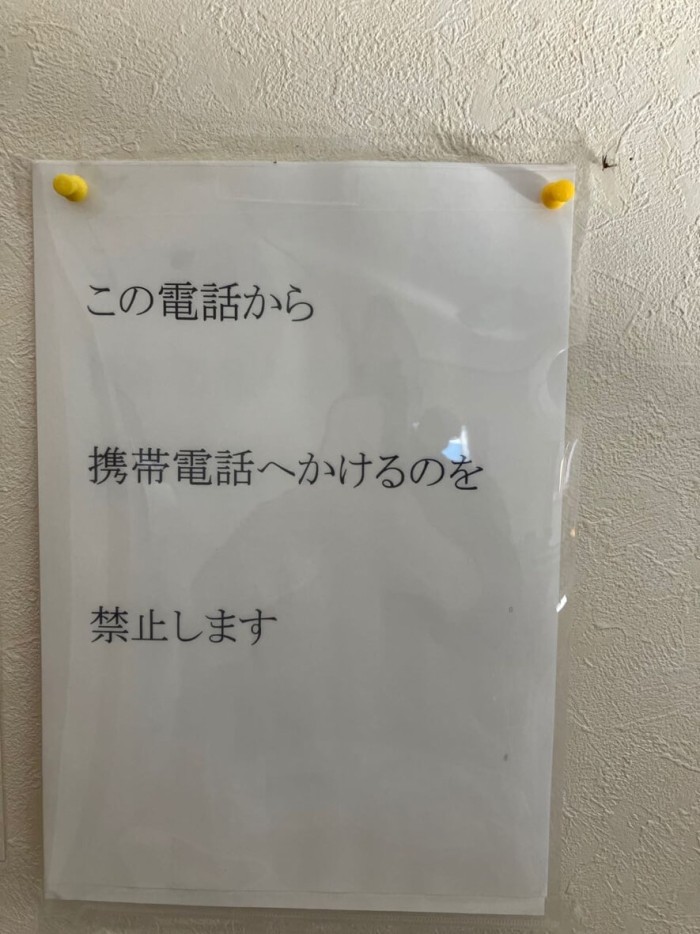 この電話から
携帯電話へかけるのを
禁止します